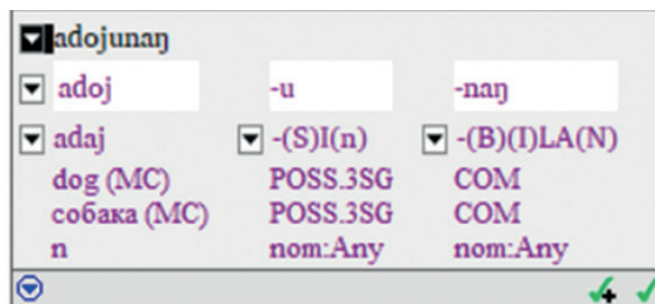 adojunaŋ
adoj -u -naŋ
adaj -(S)I(n) -(B)(I)LA(N)
dog (MC) POSS.3SG COM
собака (MC) POSS.3SG COM
n nom:Any nom:Any